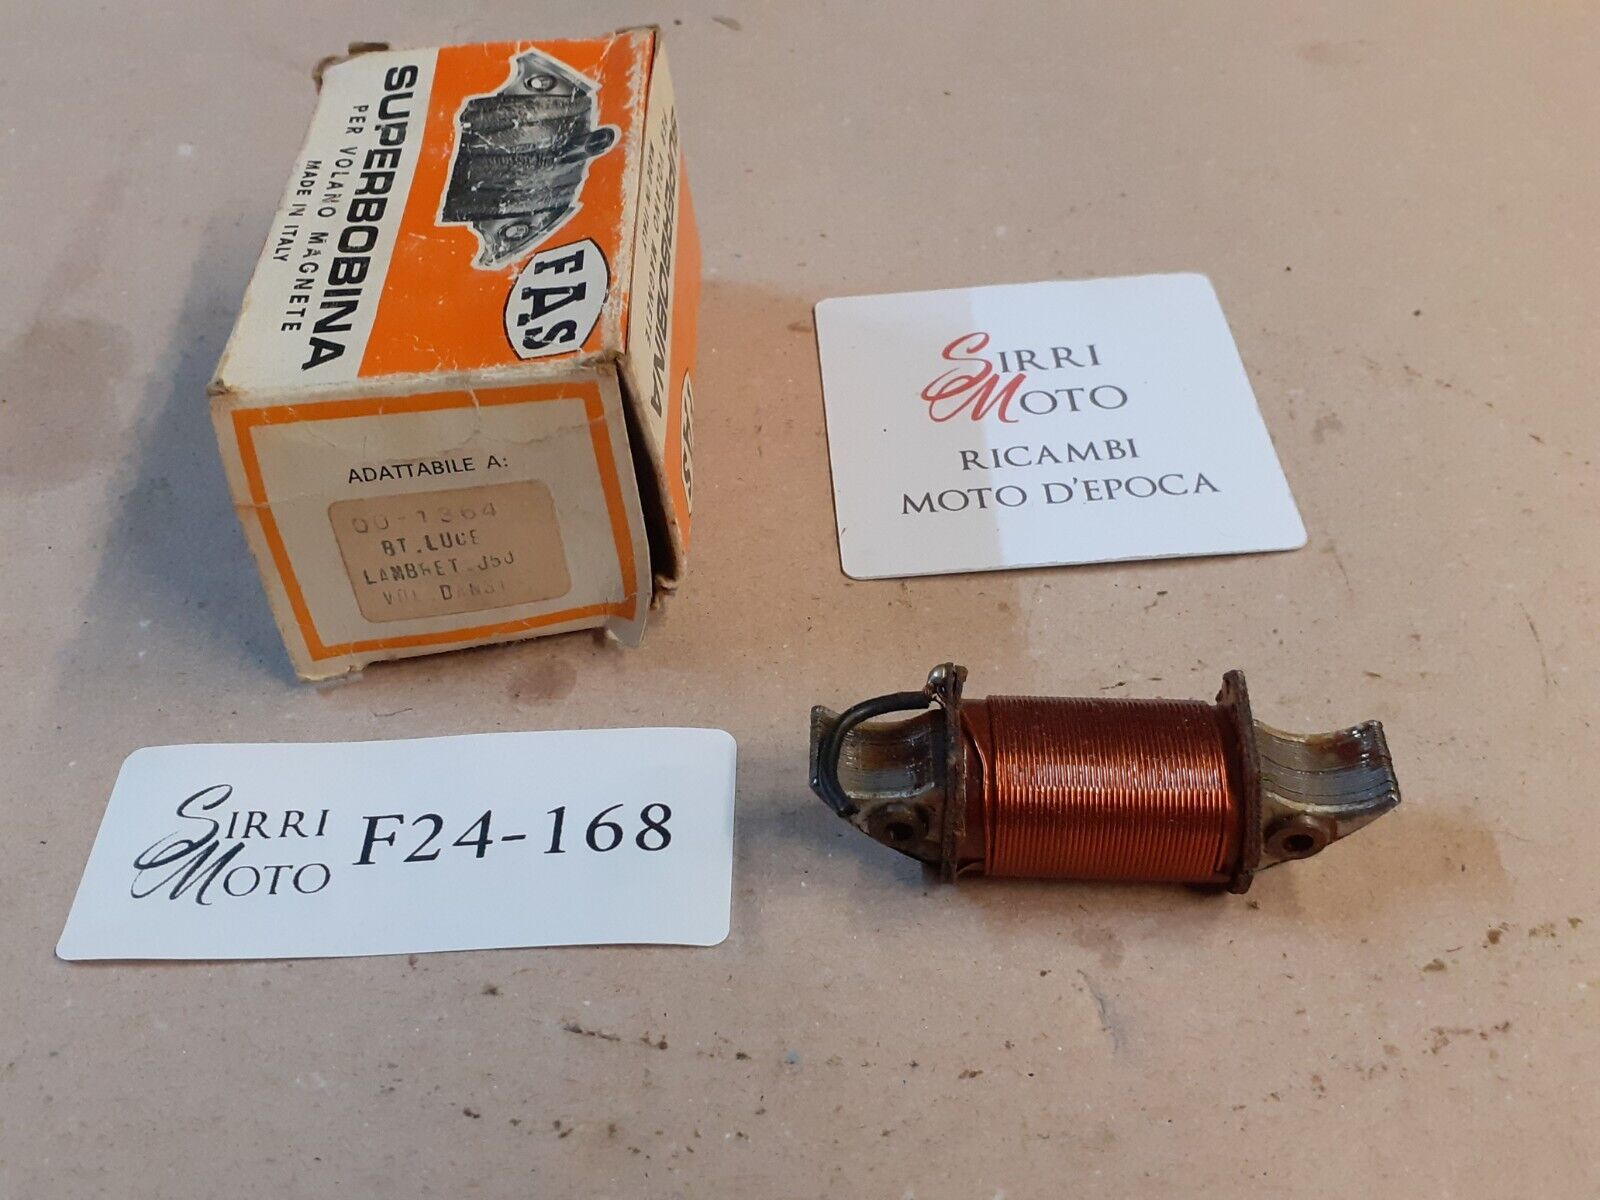 SUPERBOBINA
PER VOLANO MAGNETE
MADE IN ITALY
FAS
SUPERBOBINA
ADATTABILE A:
00-1364
BT.LUCE
LAMBRET.J50
VOL.DANSI
SIRRI
MOTO
RICAMBI
MOTO D'EPOCA
SIRRI
MOTO
F24-168